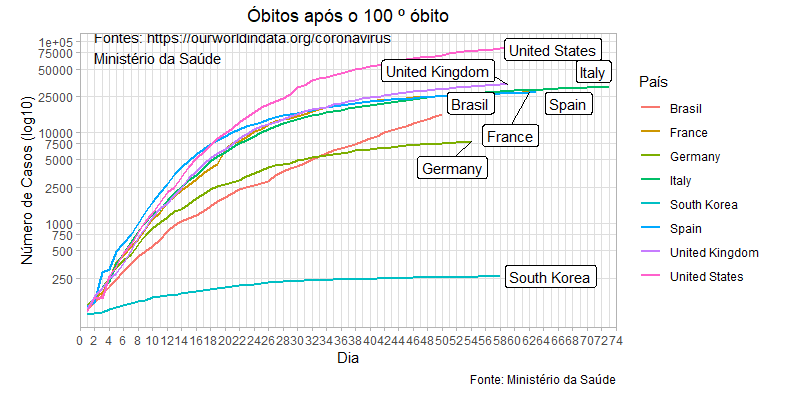 Óbitos após o 100 º óbito
Fontes: https://ourworldindata.org/coronavirus
Ministério da Saúde
Número de Casos (log10)
1e+05
75000
50000
25000
10000
7500
5000
2500
1000
750
500
250
United States
Italy
United Kingdom
Brasil
Spain
France
Germany
South Korea
0 2 4 6 8 10 12 14 16 18 20 22 24 26 28 30 32 34 36 38 40 42 44 46 48 50 52 54 56 58 60 62 64 66 68 70 72 74
Dia
País
Brasil
France
Germany
Italy
South Korea
Spain
United Kingdom
United States
Fonte: Ministério da Saúde